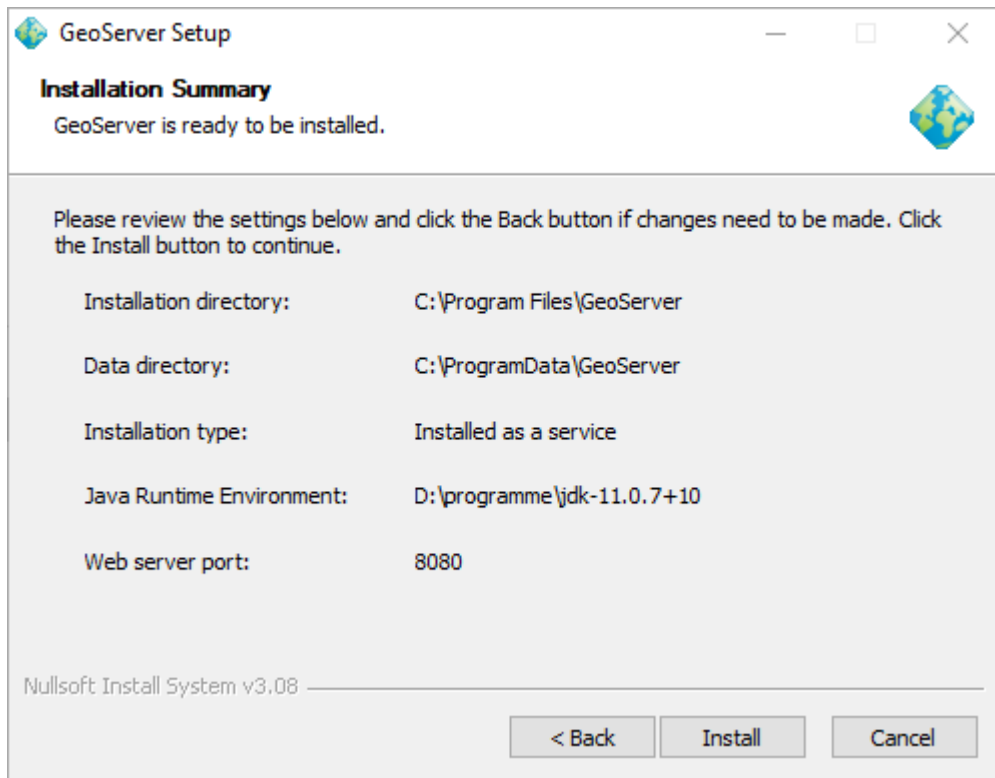 GeoServer Setup
Installation Summary
GeoServer is ready to be installed.
Please review the settings below and click the Back button if changes need to be made. Click
the Install button to continue.
Installation directory: C:\Program Files\GeoServer
Data directory: C:\ProgramData\GeoServer
Installation type: Installed as a service
Java Runtime Environment: D:\programme\jdk-11.0.7+10
Web server port: 8080
Nullsoft Install System v3.08
< Back Install Cancel